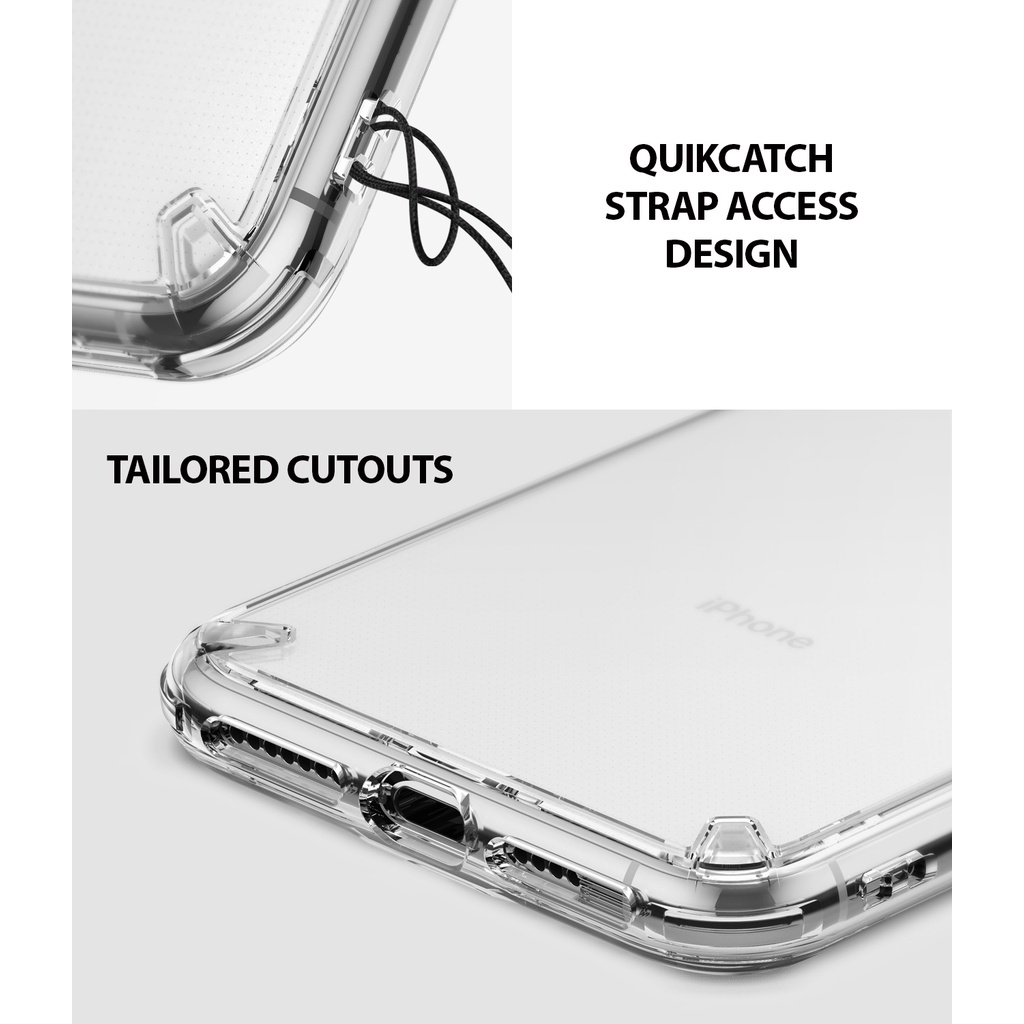 QUIKCATCH
STRAP ACCESS
DESIGN
TAILORED CUTOUTS
iPhone